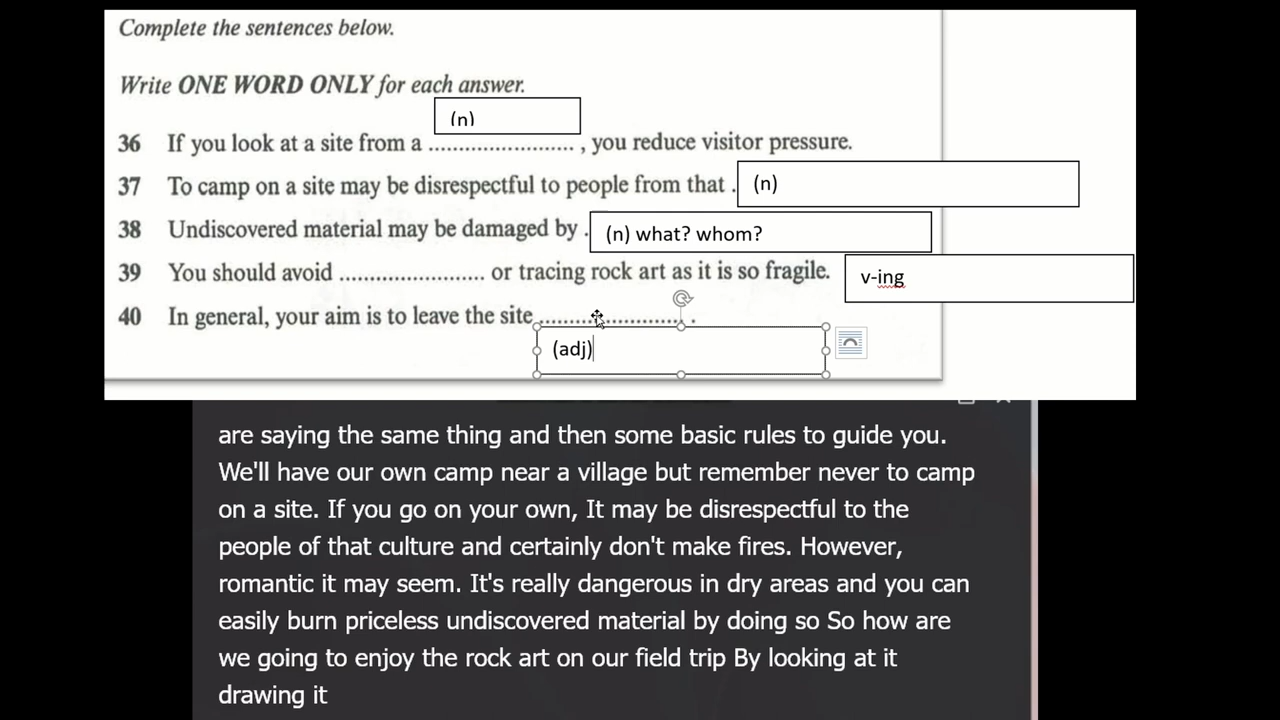 Complete the sentences below.
Write ONE WORD ONLY for each answer.
(n)
36 If you look at a site from a ........................ , you reduce visitor pressure.
37 To camp on a site may be disrespectful to people from that . (n)
38 Undiscovered material may be damaged by . (n) what? whom?
39 You should avoid ........................ or tracing rock art as it is so fragile. v-ing
40 In general, your aim is to leave the site ........................ .
(adj)
are saying the same thing and then some basic rules to guide you.
We'll have our own camp near a village but remember never to camp
on a site. If you go on your own, It may be disrespectful to the
people of that culture and certainly don't make fires. However,
romantic it may seem. It's really dangerous in dry areas and you can
easily burn priceless undiscovered material by doing so So how are
we going to enjoy the rock art on our field trip By looking at it
drawing it